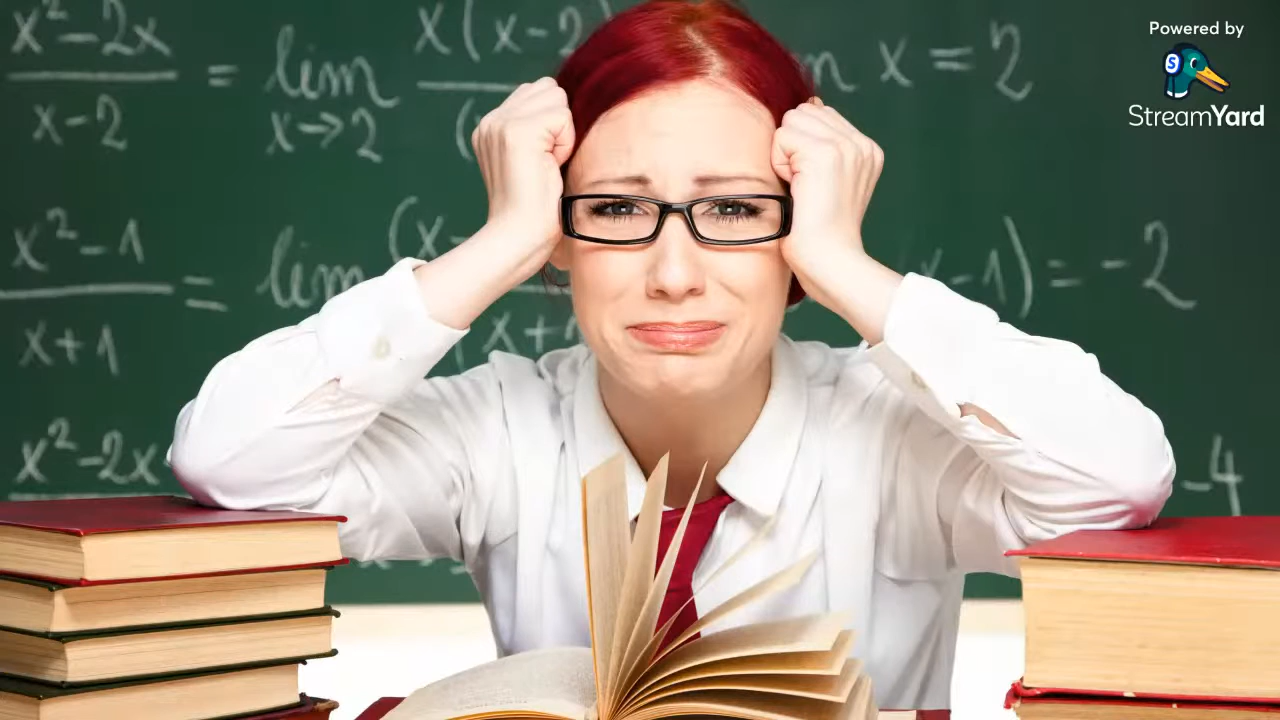 Powered by
StreamYard
x² - 2x
x - 2
=
lim
x→2
x(x-2)
x = 2
x² - 1
x + 1
=
lim
(x
x+1
x-1) = -2
x² - 2x
-4